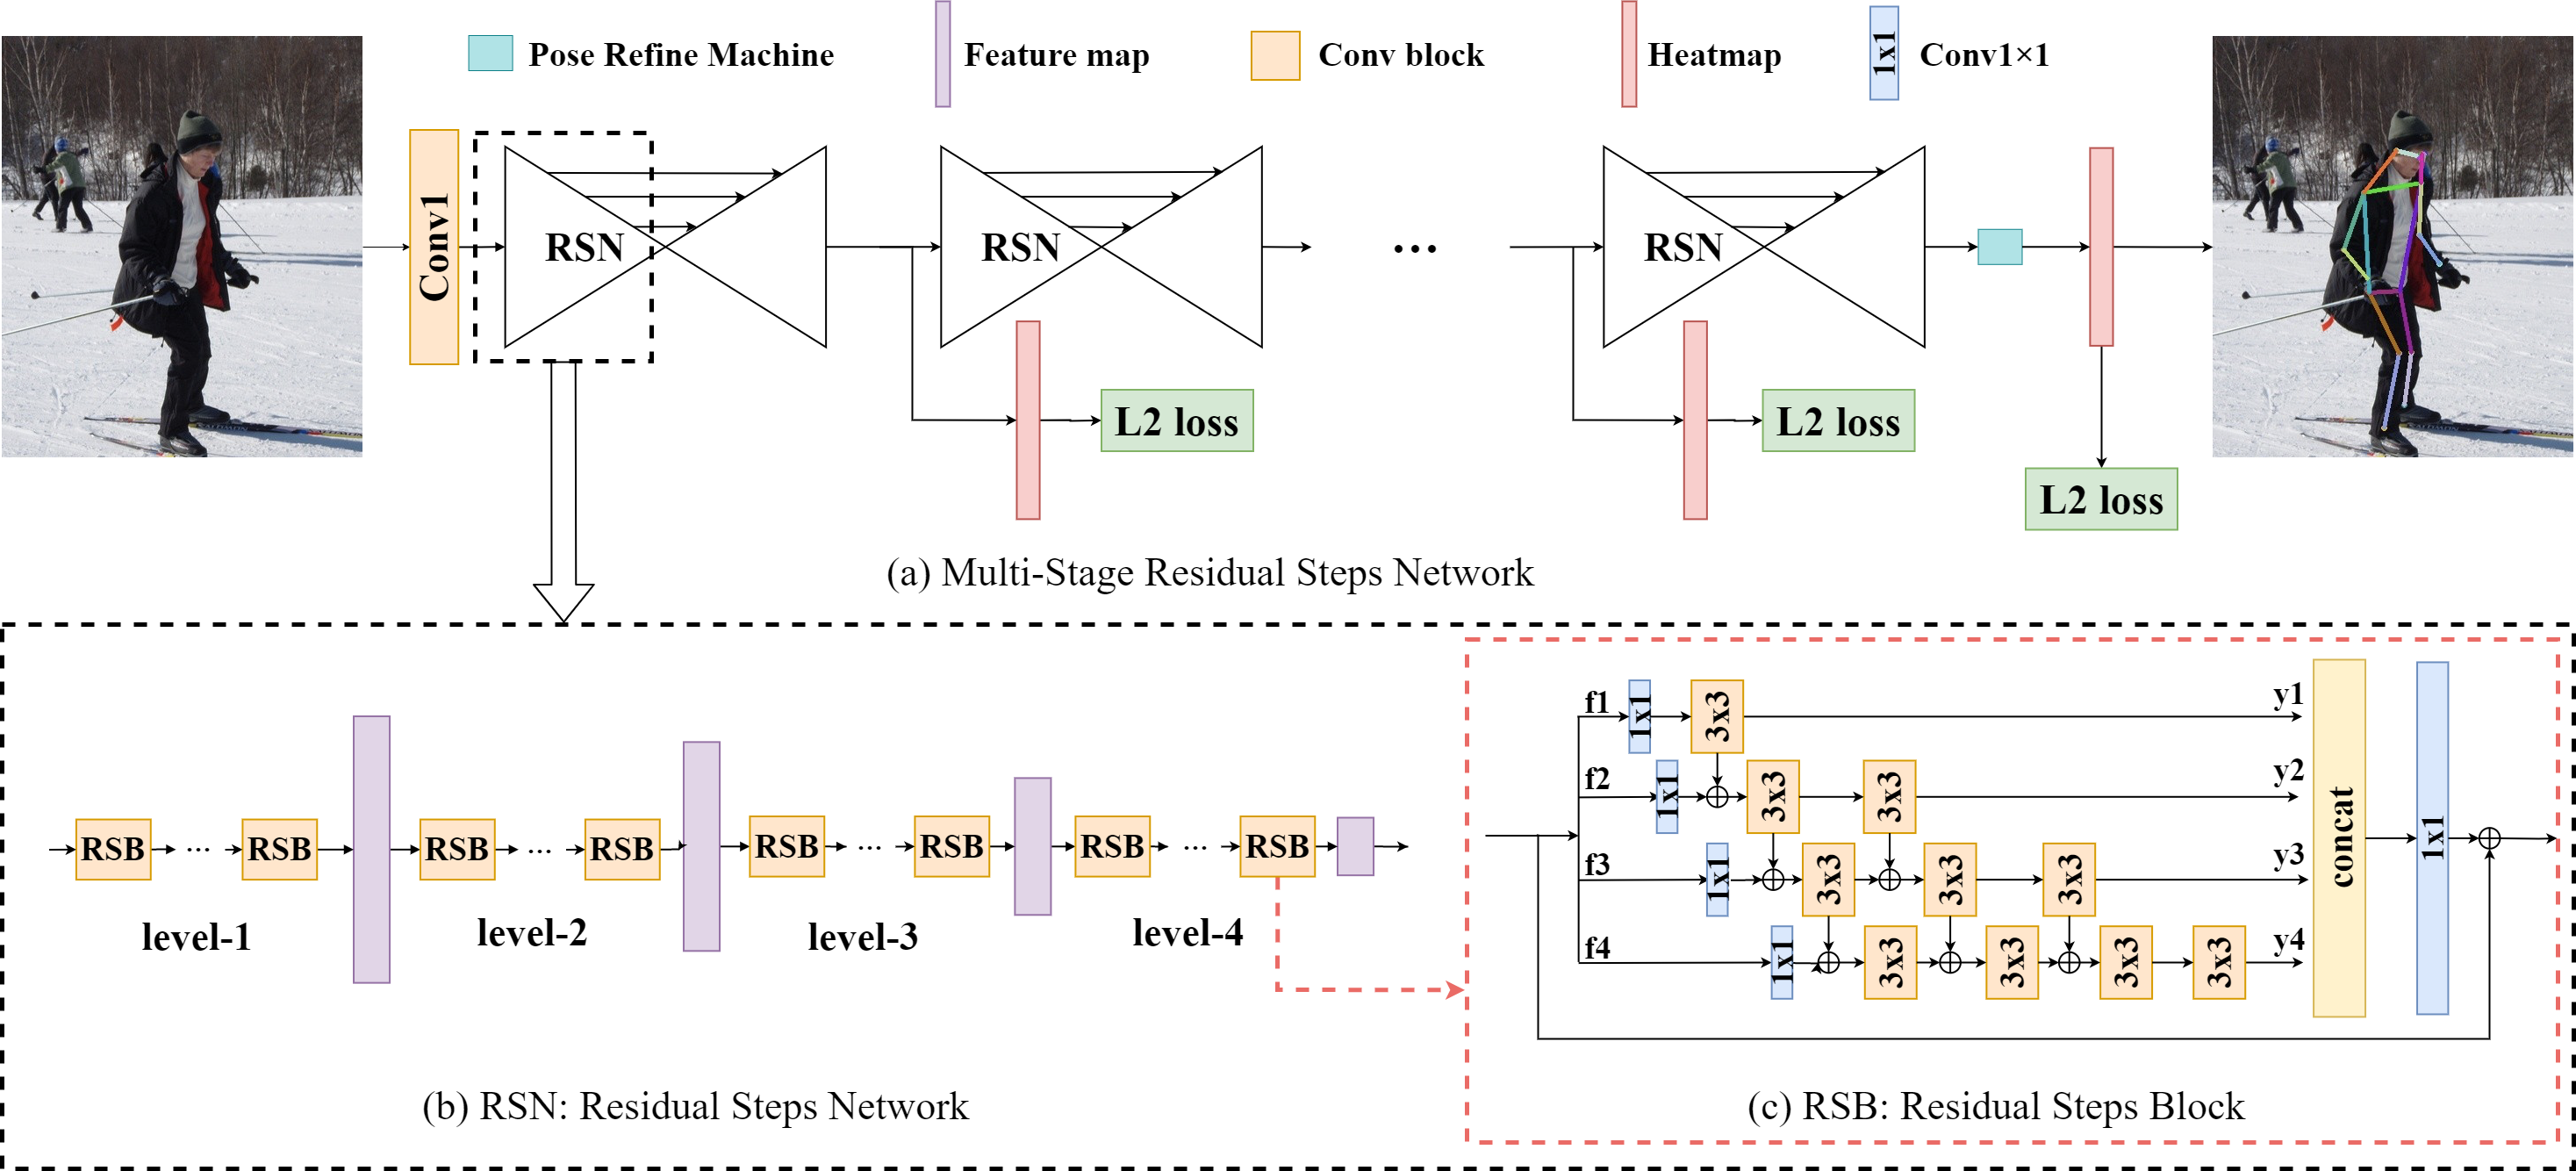 Pose Refine Machine
Feature map
Conv block
Heatmap
1x1
Conv1×1
Conv1
RSN
RSN
...
RSN
L2 loss
L2 loss
L2 loss
(a) Multi-Stage Residual Steps Network
RSB ... RSB
RSB ... RSB
RSB ... RSB
RSB ... RSB
level-1
level-2
level-3
level-4
(b) RSN: Residual Steps Network
f1 1x1 3x3 y1
f2 1x1 3x3 3x3 y2
f3 1x1 3x3 3x3 3x3 y3
f4 1x1 3x3 3x3 3x3 3x3 y4
concat
1x1
(c) RSB: Residual Steps Block